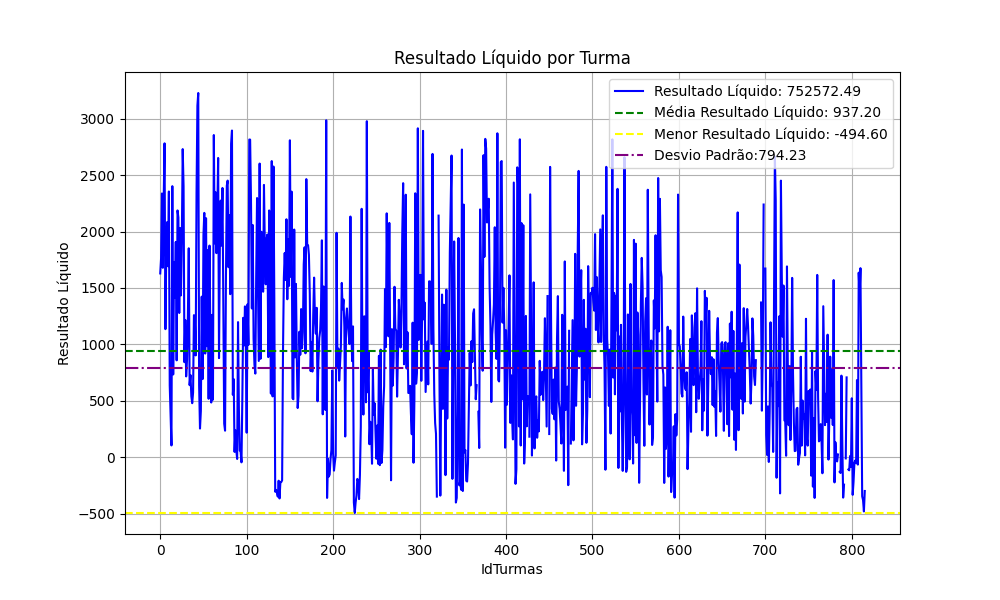 Resultado Líquido por Turma
Resultado Líquido: 752572.49
Média Resultado Líquido: 937.20
Menor Resultado Líquido: -494.60
Desvio Padrão:794.23
Resultado Líquido
3000
2500
2000
1500
1000
500
0
−500
0 100 200 300 400 500 600 700 800
IdTurmas